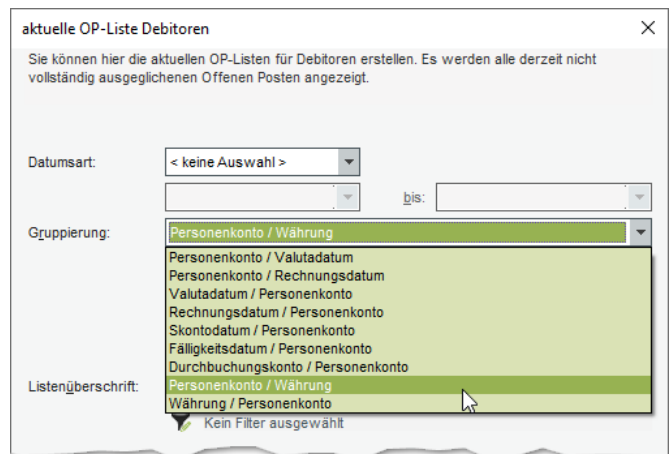 aktuelle OP-Liste Debitoren
Sie können hier die aktuellen OP-Listen für Debitoren erstellen. Es werden alle derzeit nicht
vollständig ausgeglichenen Offenen Posten angezeigt.
Datumsart:
< keine Auswahl >
bis:
Gruppierung:
Personenkonto / Währung
Personenkonto / Valutadatum
Personenkonto / Rechnungsdatum
Valutadatum / Personenkonto
Rechnungsdatum / Personenkonto
Skontodatum / Personenkonto
Fälligkeitsdatum / Personenkonto
Durchbuchungskonto / Personenkonto
Listenüberschrift:
Personenkonto / Währung
Währung / Personenkonto
Kein Filter ausgewählt